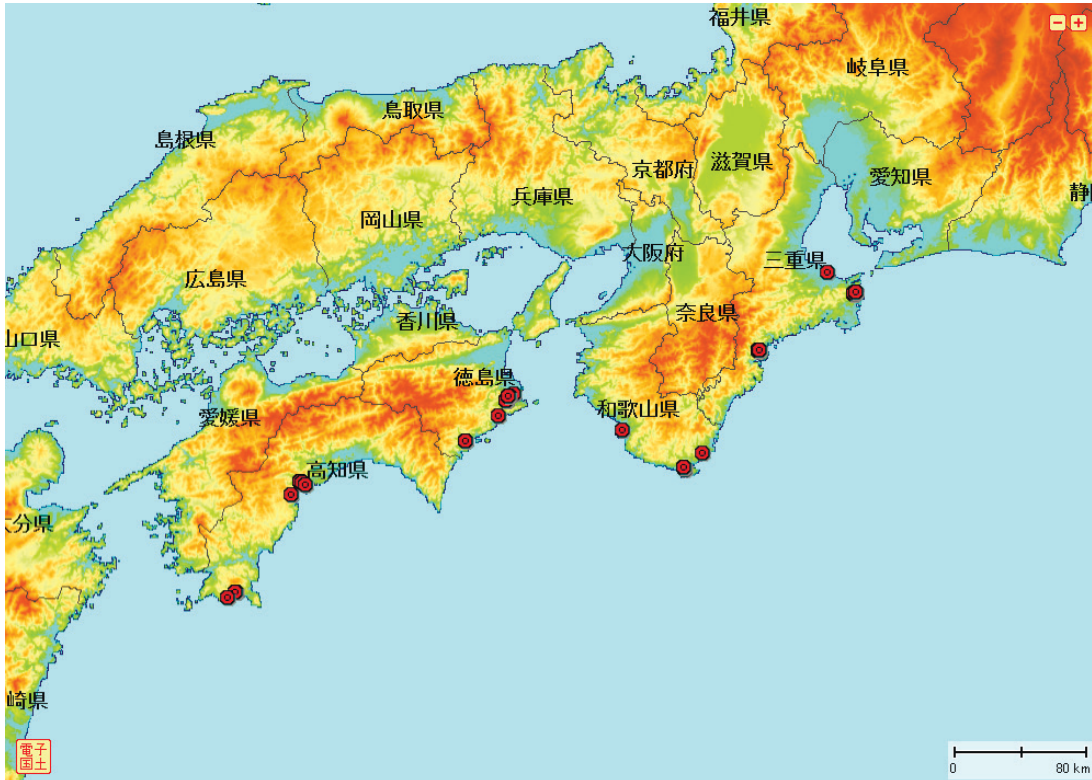 福井県
岐阜県
鳥取県
島根県
京都府
滋賀県
愛知県
静
兵庫県
岡山県
大阪府
三重県
広島県
奈良県
香川県
山口県
徳島県
和歌山県
愛媛県
高知県
分県
崎県
電子
国土
0
80 km